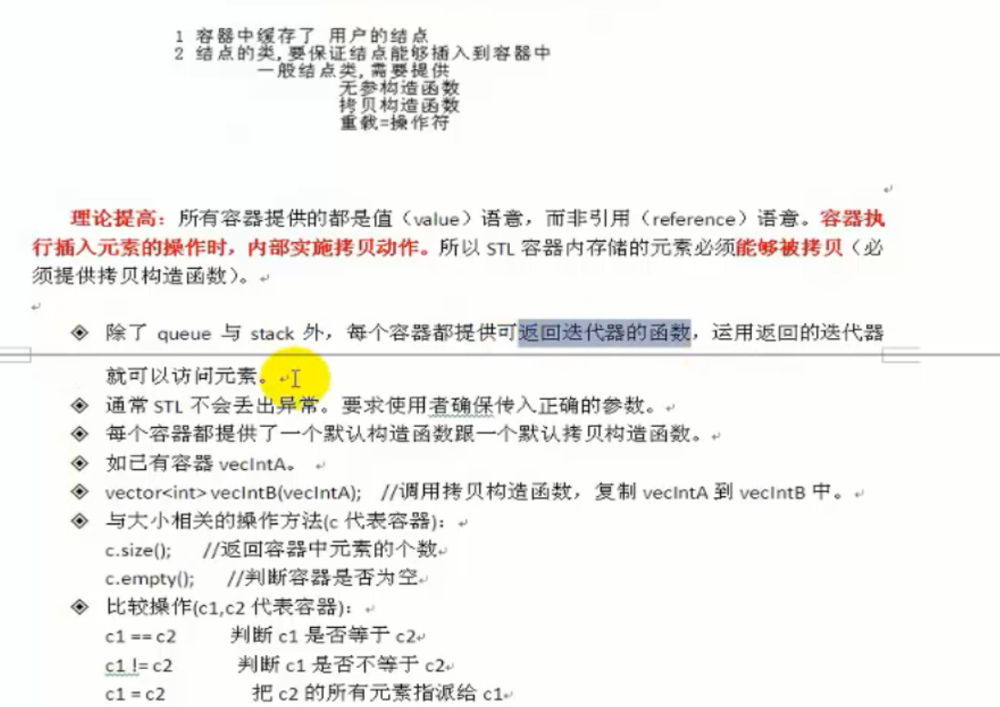 1 容器中缓存了 用户的结点
2 结点的类,要保证结点能够插入到容器中
一般结点类,需要提供
无参构造函数
拷贝构造函数
重载=操作符
理论提高：所有容器提供的都是值（value）语意，而非引用（reference）语意。容器执
行插入元素的操作时，内部实施拷贝动作。所以 STL 容器内存储的元素必须能够被拷贝（必
须提供拷贝构造函数）。
◈ 除了 queue 与 stack 外，每个容器都提供可返回迭代器的函数，运用返回的迭代器
就可以访问元素。
◈ 通常 STL 不会丢出异常。要求使用者确保传入正确的参数。
◈ 每个容器都提供了一个默认构造函数跟一个默认拷贝构造函数。
◈ 如已有容器 vecIntA。
◈ vector<int> vecIntB(vecIntA); //调用拷贝构造函数，复制 vecIntA 到 vecIntB 中。
◈ 与大小相关的操作方法(c 代表容器)：
c.size(); //返回容器中元素的个数
c.empty(); //判断容器是否为空
◈ 比较操作(c1,c2 代表容器)：
c1 == c2 判断 c1 是否等于 c2
c1 != c2 判断 c1 是否不等于 c2
c1 = c2 把 c2 的所有元素指派给 c1